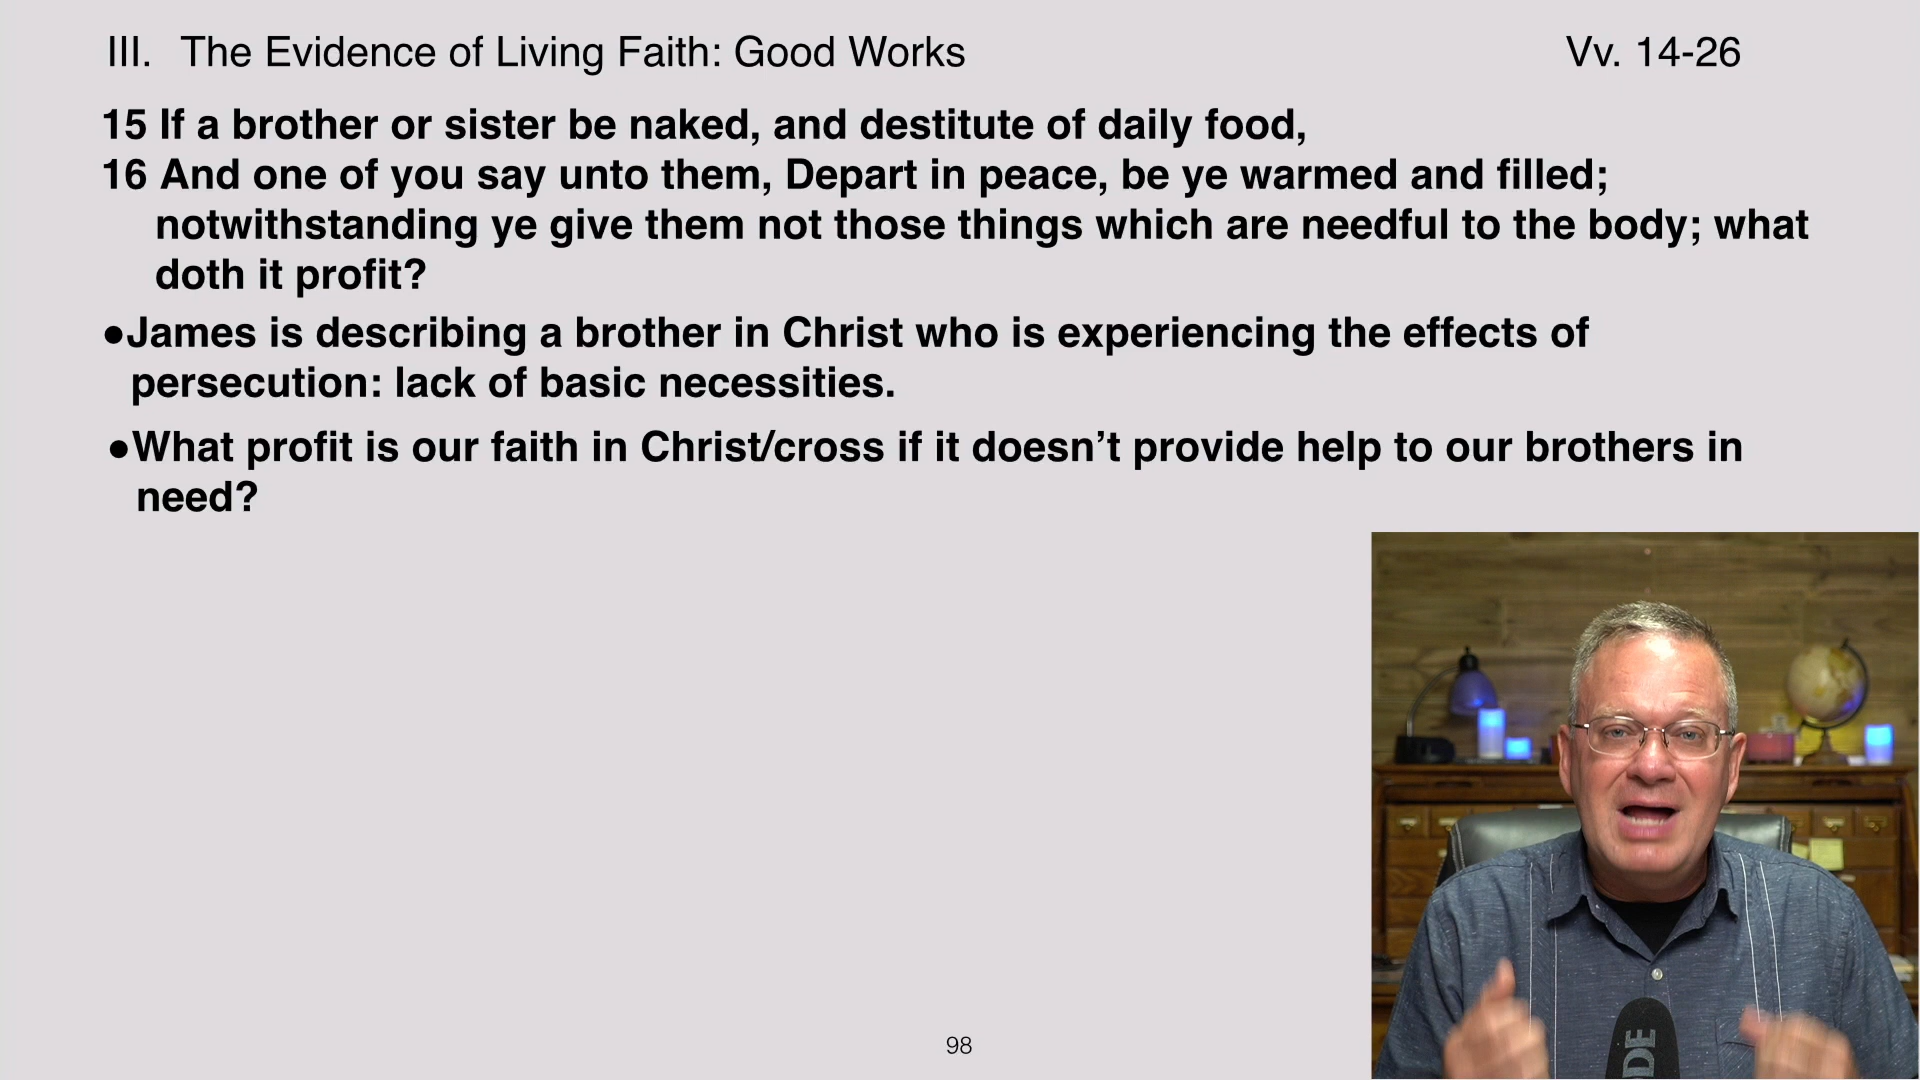 III. The Evidence of Living Faith: Good Works Vv. 14-26
15 If a brother or sister be naked, and destitute of daily food,
16 And one of you say unto them, Depart in peace, be ye warmed and filled;
notwithstanding ye give them not those things which are needful to the body; what
doth it profit?
●James is describing a brother in Christ who is experiencing the effects of
persecution: lack of basic necessities.
●What profit is our faith in Christ/cross if it doesn’t provide help to our brothers in
need?
98